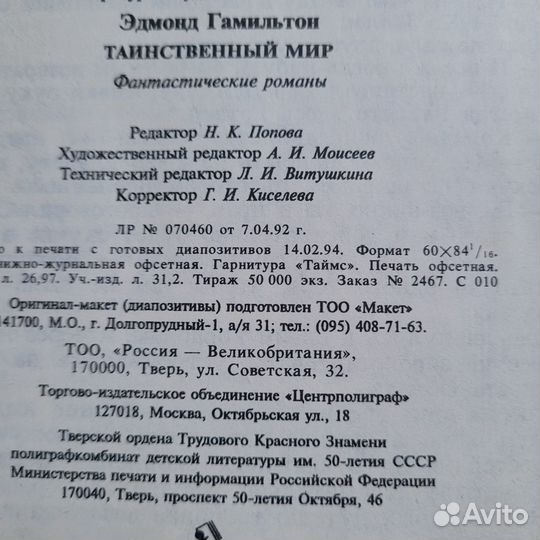 Эдмонд Гамильтон
ТАИНСТВЕННЫЙ МИР
Фантастические романы
Редактор Н. К. Попова
Художественный редактор А. И. Моисеев
Технический редактор Л. И. Витушкина
Корректор Г. И. Киселева
ЛР № 070460 от 7.04.92 г.
к печати с готовых диапозитивов 14.02.94. Формат 60×84¹/₁₆.
нижно-журнальная офсетная. Гарнитура «Таймс». Печать офсетная.
л. 26,97. Уч.-изд. л. 31,2. Тираж 50 000 экз. Заказ № 2467. С 010
Оригинал-макет (диапозитивы) подготовлен ТОО «Макет»
141700, М.О., г. Долгопрудный-1, а/я 31; тел.: (095) 408-71-63.
ТОО, «Россия — Великобритания»,
170000, Тверь, ул. Советская, 32.
Торгово-издательское объединение «Центрполиграф»
127018, Москва, Октябрьская ул., 18
Тверской ордена Трудового Красного Знамени
полиграфкомбинат детской литературы им. 50-летия СССР
Министерства печати и информации Российской Федерации
170040, Тверь, проспект 50-летия Октября, 46
Avito